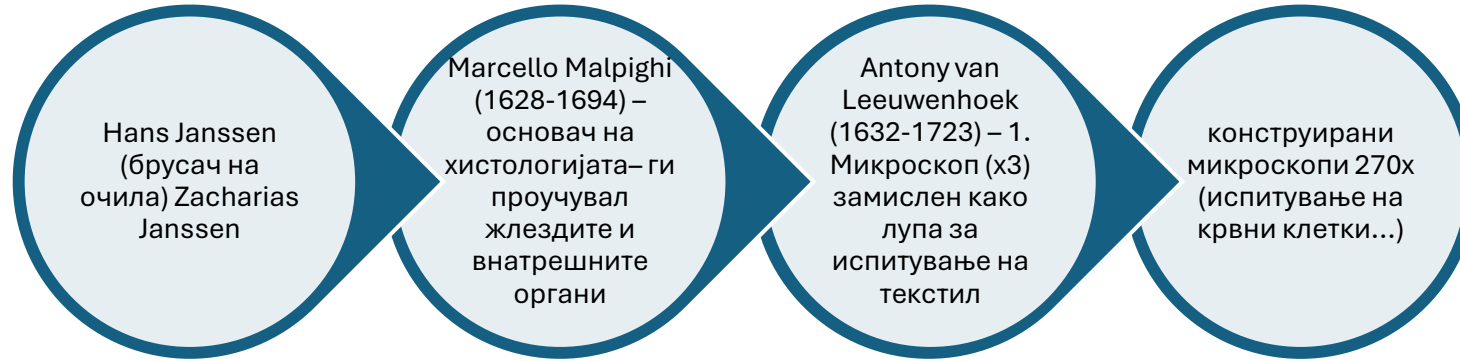 Hans Janssen
(брусач на
очила) Zacharias
Janssen
Marcello Malpighi
(1628-1694) –
основач на
хистологијата– ги
проучувал
жлездите и
внатрешните
органи
Antony van
Leeuwenhoek
(1632-1723) – 1.
Микроскоп (x3)
замислен како
лупа за
испитување на
текстил
конструирани
микроскопи 270x
(испитување на
крвни клетки...)